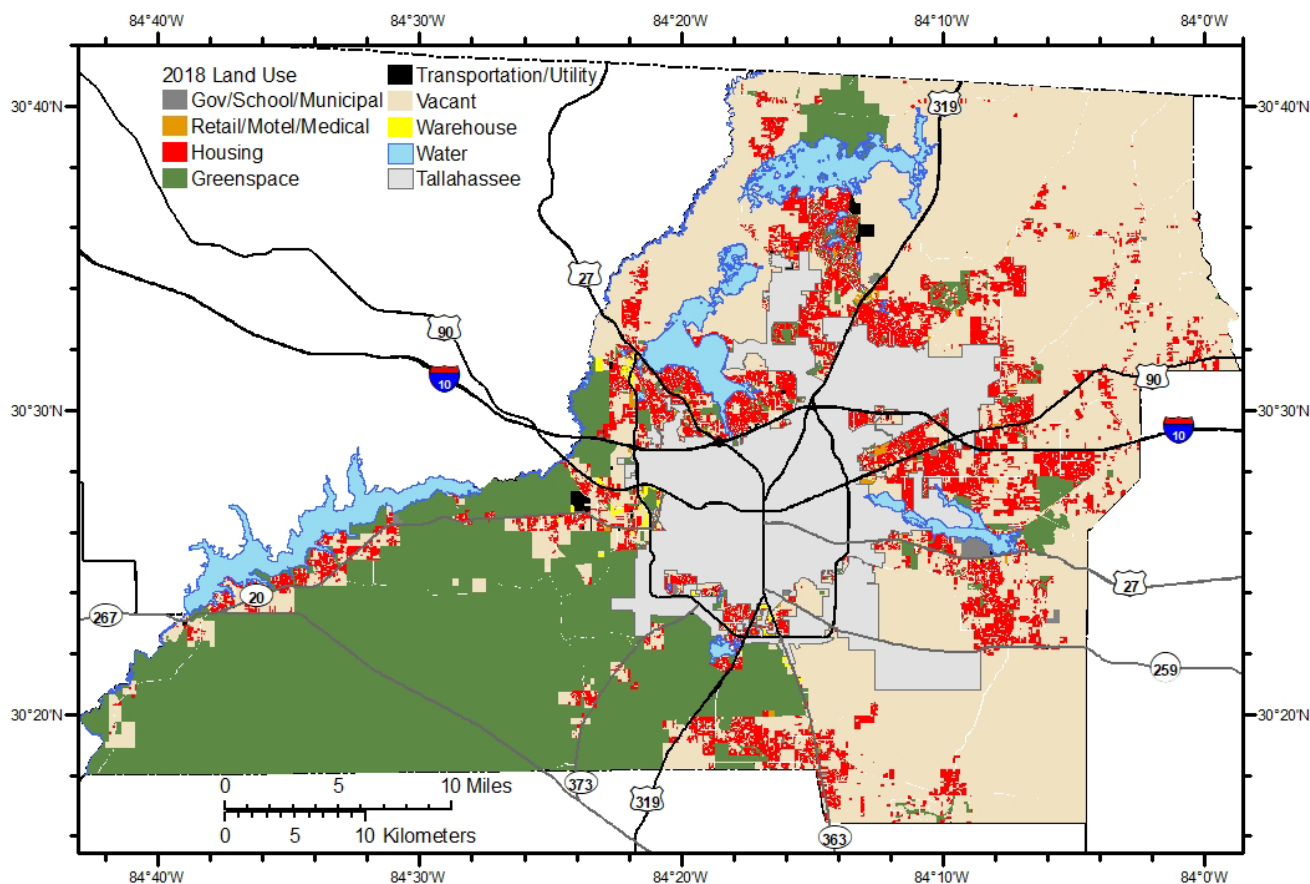 84°40'W 84°30'W 84°20'W 84°10'W 84°0'W
2018 Land Use
Gov/School/Municipal
Retail/Motel/Medical
Housing
Greenspace
Transportation/Utility
Vacant
Warehouse
Water
Tallahassee
30°40'N 30°40'N
319
27
90
10
90
30°30'N 30°30'N
10
27
20
267
259
30°20'N 30°20'N
373
319
363
0 5 10 Miles
0 5 10 Kilometers
84°40'W 84°30'W 84°20'W 84°10'W 84°0'W